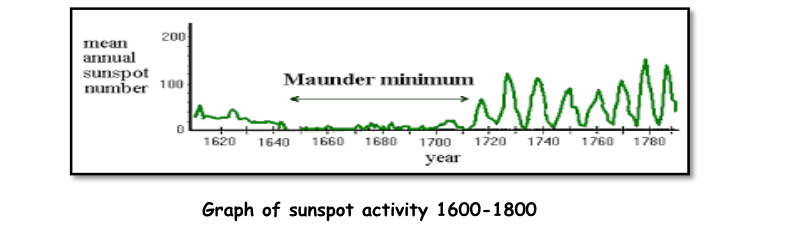 mean
annual
sunspot
number
200
100
0
Maunder minimum
1620 1640 1660 1680 1700 1720 1740 1760 1780
year
Graph of sunspot activity 1600-1800